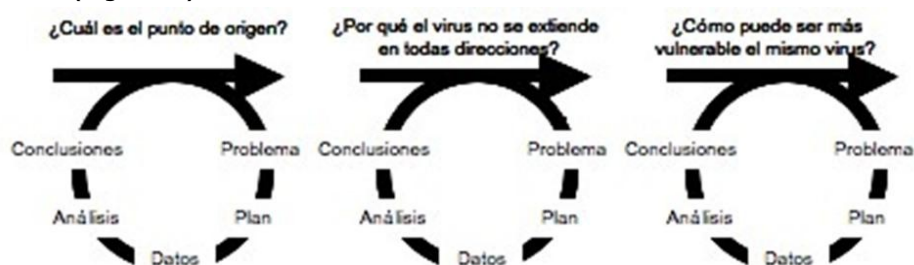 ¿Cuál es el punto de origen?
¿Por qué el virus no se extiende
en todas direcciones?
¿Cómo puede ser más
vulnerable el mismo virus?
Conclusiones Problema Conclusiones Problema Conclusiones Problema
Análisis Plan Análisis Plan Análisis Plan
Datos Datos Datos